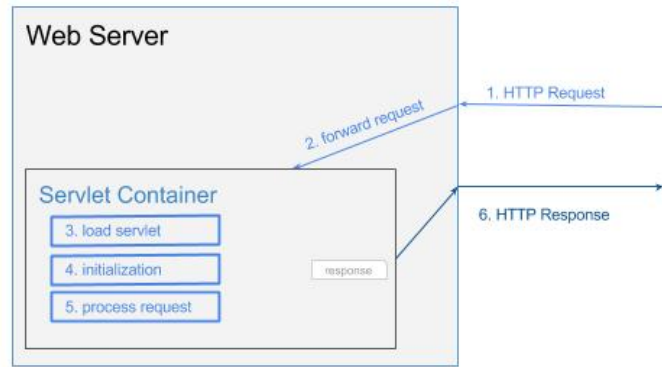 Web Server
1. HTTP Request
2. forward request
Servlet Container
3. load servlet
4. initialization
5. process request
response
6. HTTP Response